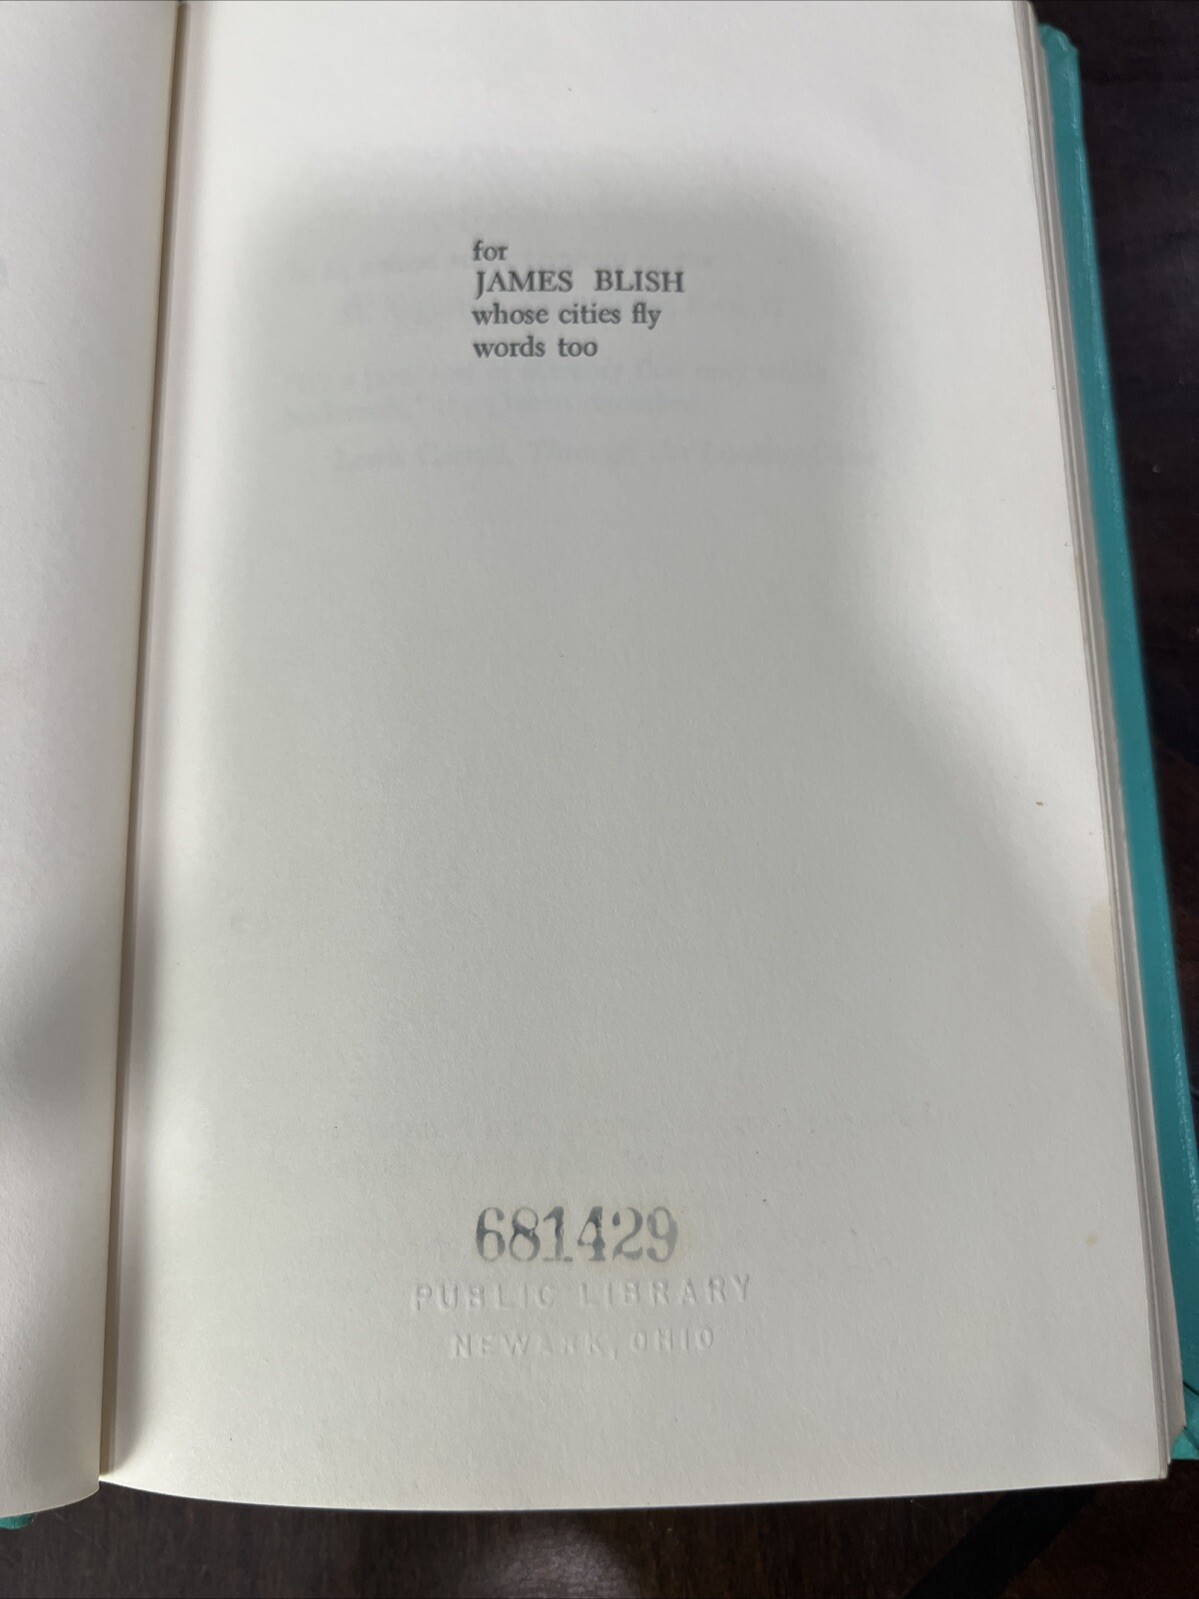 for
JAMES BLISH
whose cities fly
words too
681429
PUBLIC LIBRARY
NEWARK, OHIO